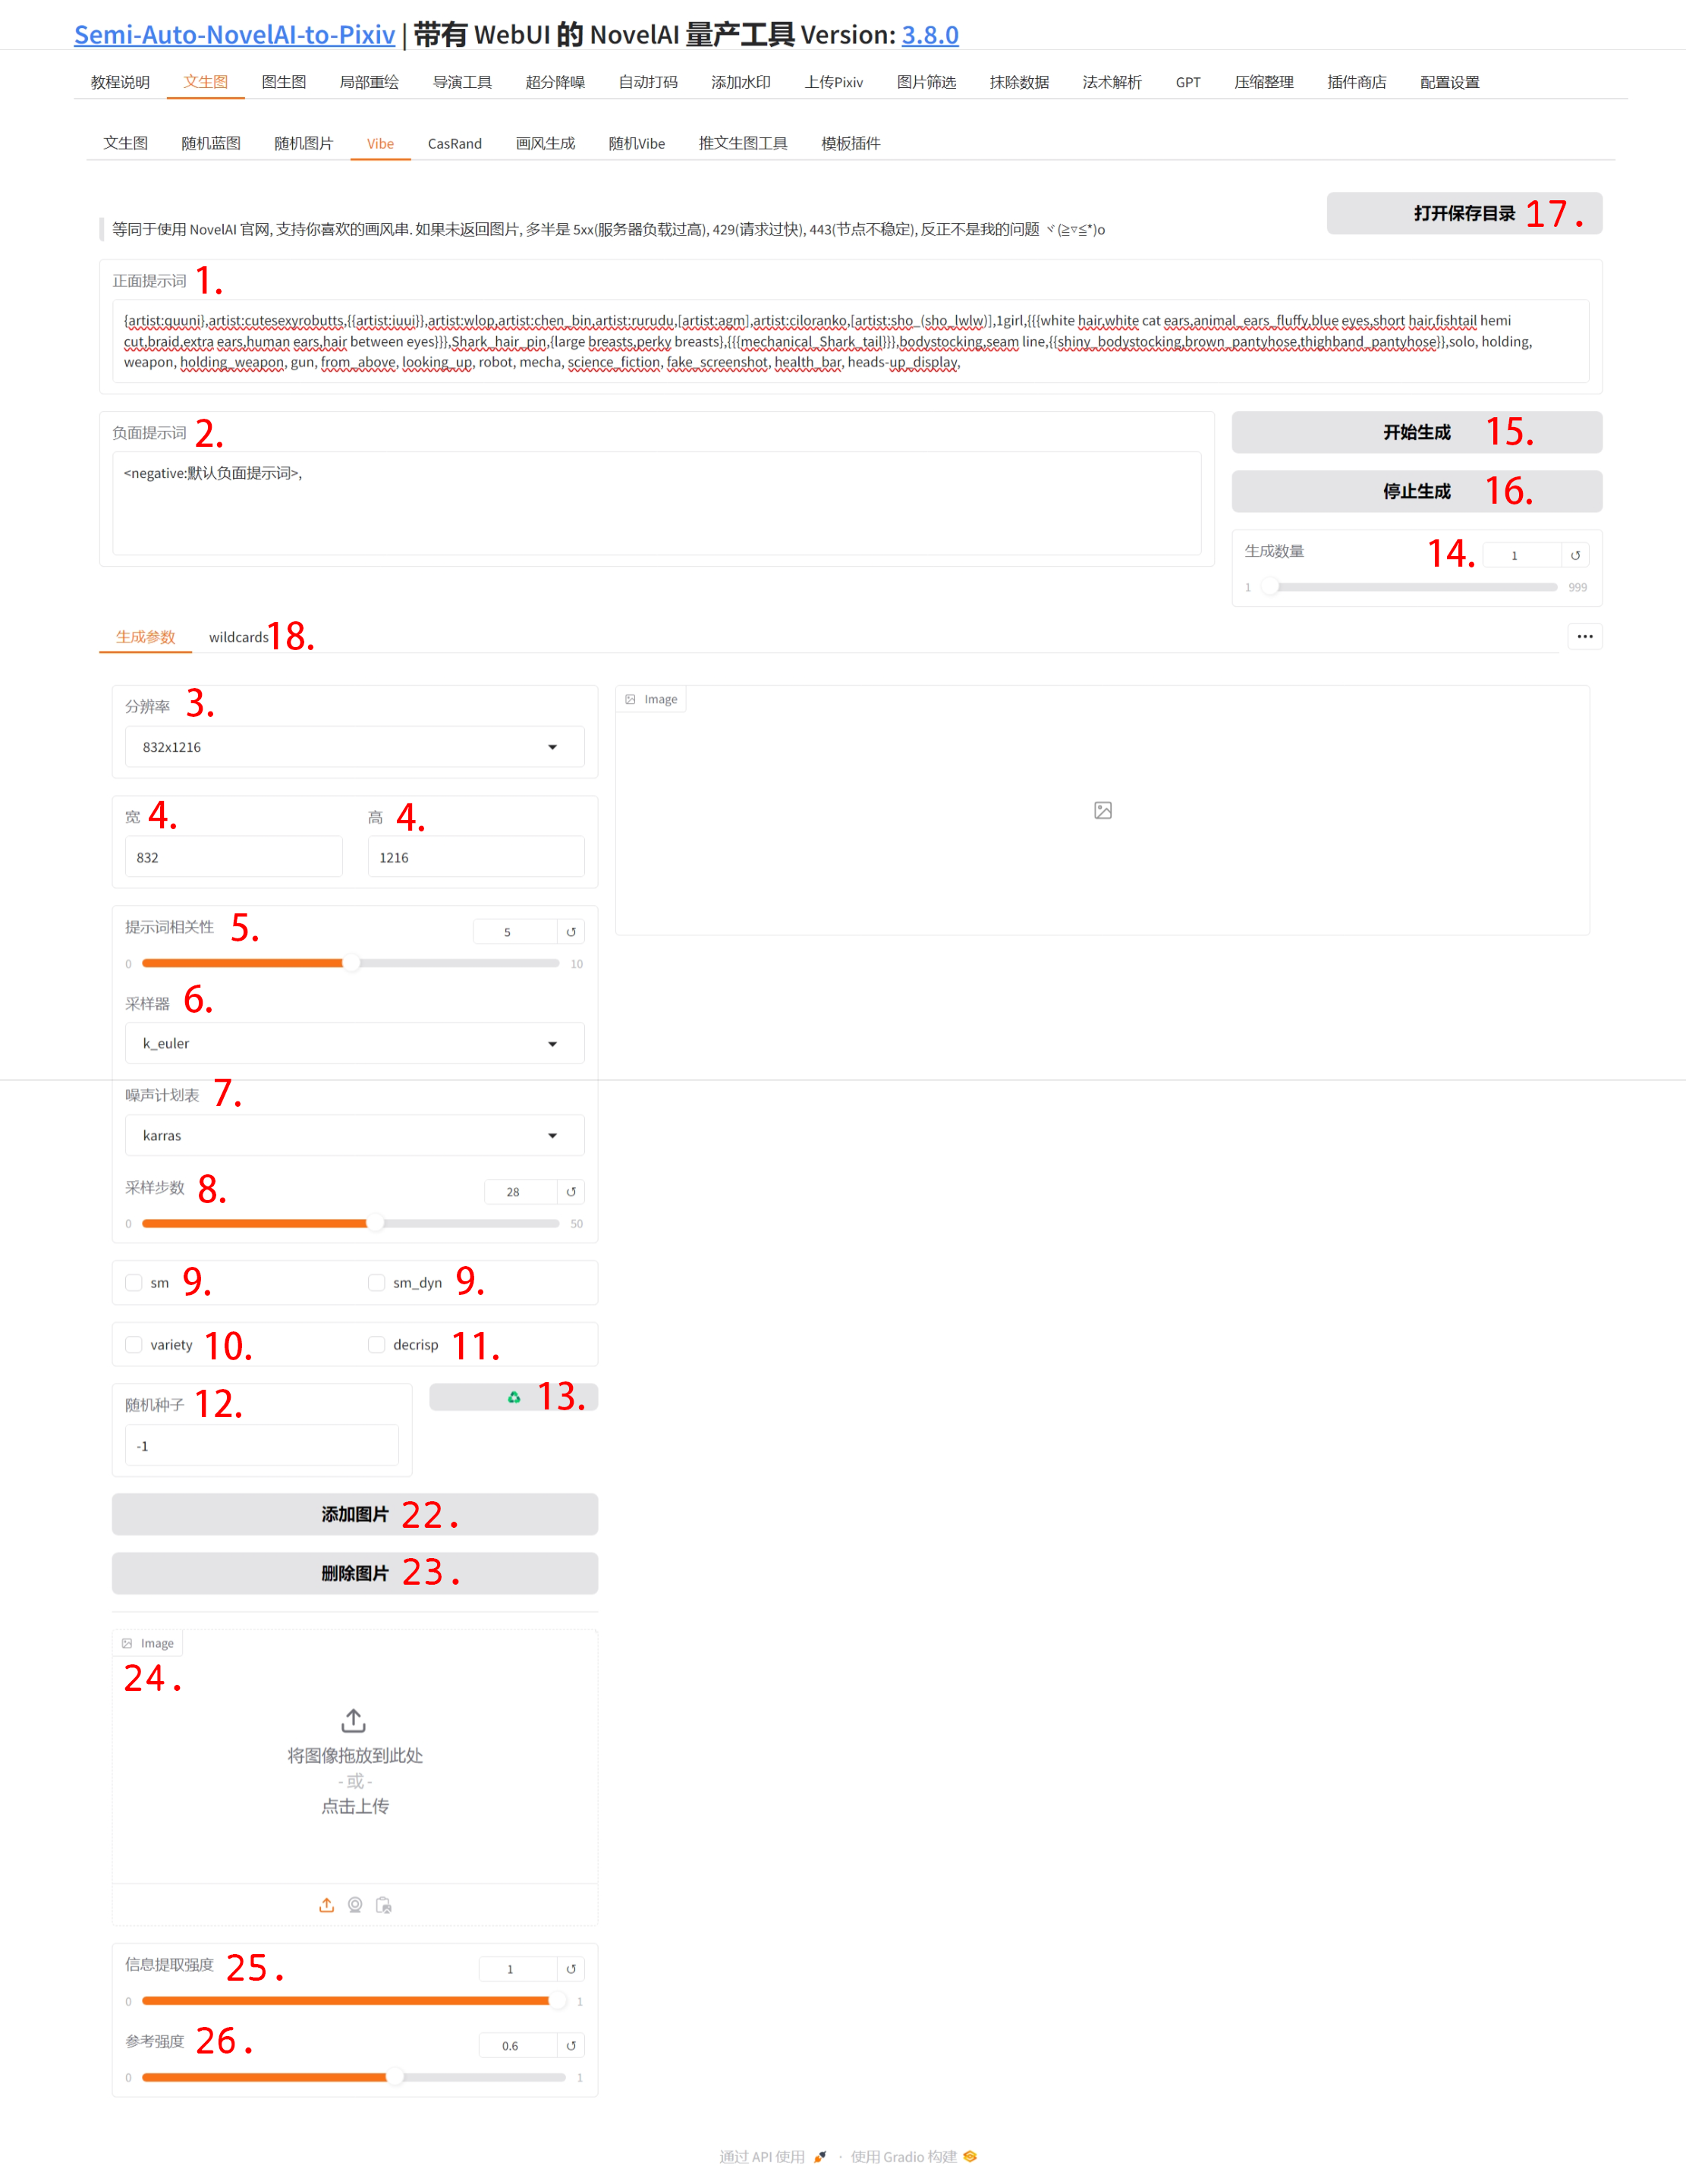 Semi-Auto-NovelAI-to-Pixiv | 带有 WebUI 的 NovelAI 量产工具 Version: 3.8.0
教程说明 文生图 图生图 局部重绘 导演工具 超分降噪 自动打码 添加水印 上传Pixiv 图片筛选 抹除数据 法术解析 GPT 压缩整理 插件商店 配置设置
文生图 随机蓝图 随机图片 Vibe CasRand 画风生成 随机Vibe 推文生图工具 模板插件
打开保存目录 17.
等同于使用 NovelAI 官网, 支持你喜欢的画风串. 如果未返回图片, 多半是 5xx(服务器负载过高), 429(请求过快), 443(节点不稳定), 反正不是我的问题 ヾ(≧▽≦*)o
正面提示词 1.
{artist:quuni},artist:cutesexyrobutts,{{artist:iuui}},artist:wlop,artist:chen_bin,artist:rurudu,[artist:agm],artist:ciloranko,[artist:sho_(sho_lwlw)],1girl,{{{white hair,white cat ears,animal_ears_fluffy,blue eyes,short hair,fishtail hemi
cut,braid,extra ears,human ears,hair between eyes}}},Shark_hair_pin,{large breasts,perky breasts},{{{mechanical_Shark_tail}}},bodystocking,seam line,{{shiny_bodystocking,brown_pantyhose,thighband_pantyhose}},solo, holding,
weapon, holding_weapon, gun, from_above, looking_up, robot, mecha, science_fiction, fake_screenshot, health_bar, heads-up_display,
负面提示词 2.
<negative:默认负面提示词>,
开始生成 15.
停止生成 16.
生成数量 14. 1 ↺
1 999
生成参数 wildcards 18.
...
分辨率 3.
832x1216
Image
宽 4. 高 4.
832 1216
提示词相关性 5. 5 ↺
0 10
采样器 6.
k_euler
噪声计划表 7.
karras
采样步数 8. 28 ↺
0 50
sm 9. sm_dyn 9.
variety 10. decrisp 11.
随机种子 12.
♻ 13.
-1
添加图片 22.
删除图片 23.
Image
24.
将图像拖放到此处
- 或 -
点击上传
信息提取强度 25. 1 ↺
0 1
参考强度 26. 0.6 ↺
0 1
通过 API 使用 · 使用 Gradio 构建